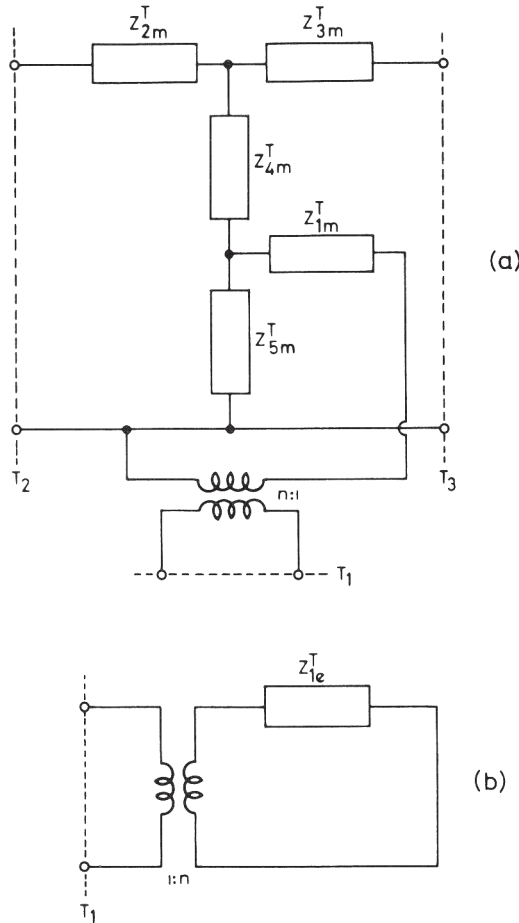 Z^T_2m
Z^T_3m
Z^T_4m
Z^T_1m
(a)
Z^T_5m
T_2
n:1
T_3
T_1
Z^T_1e
(b)
1:n
T_1